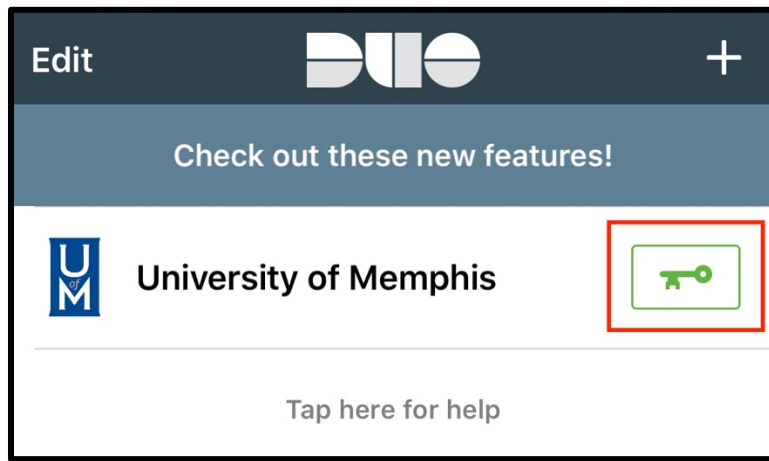 Edit DUO +
Check out these new features!
U
of
M
University of Memphis
Tap here for help